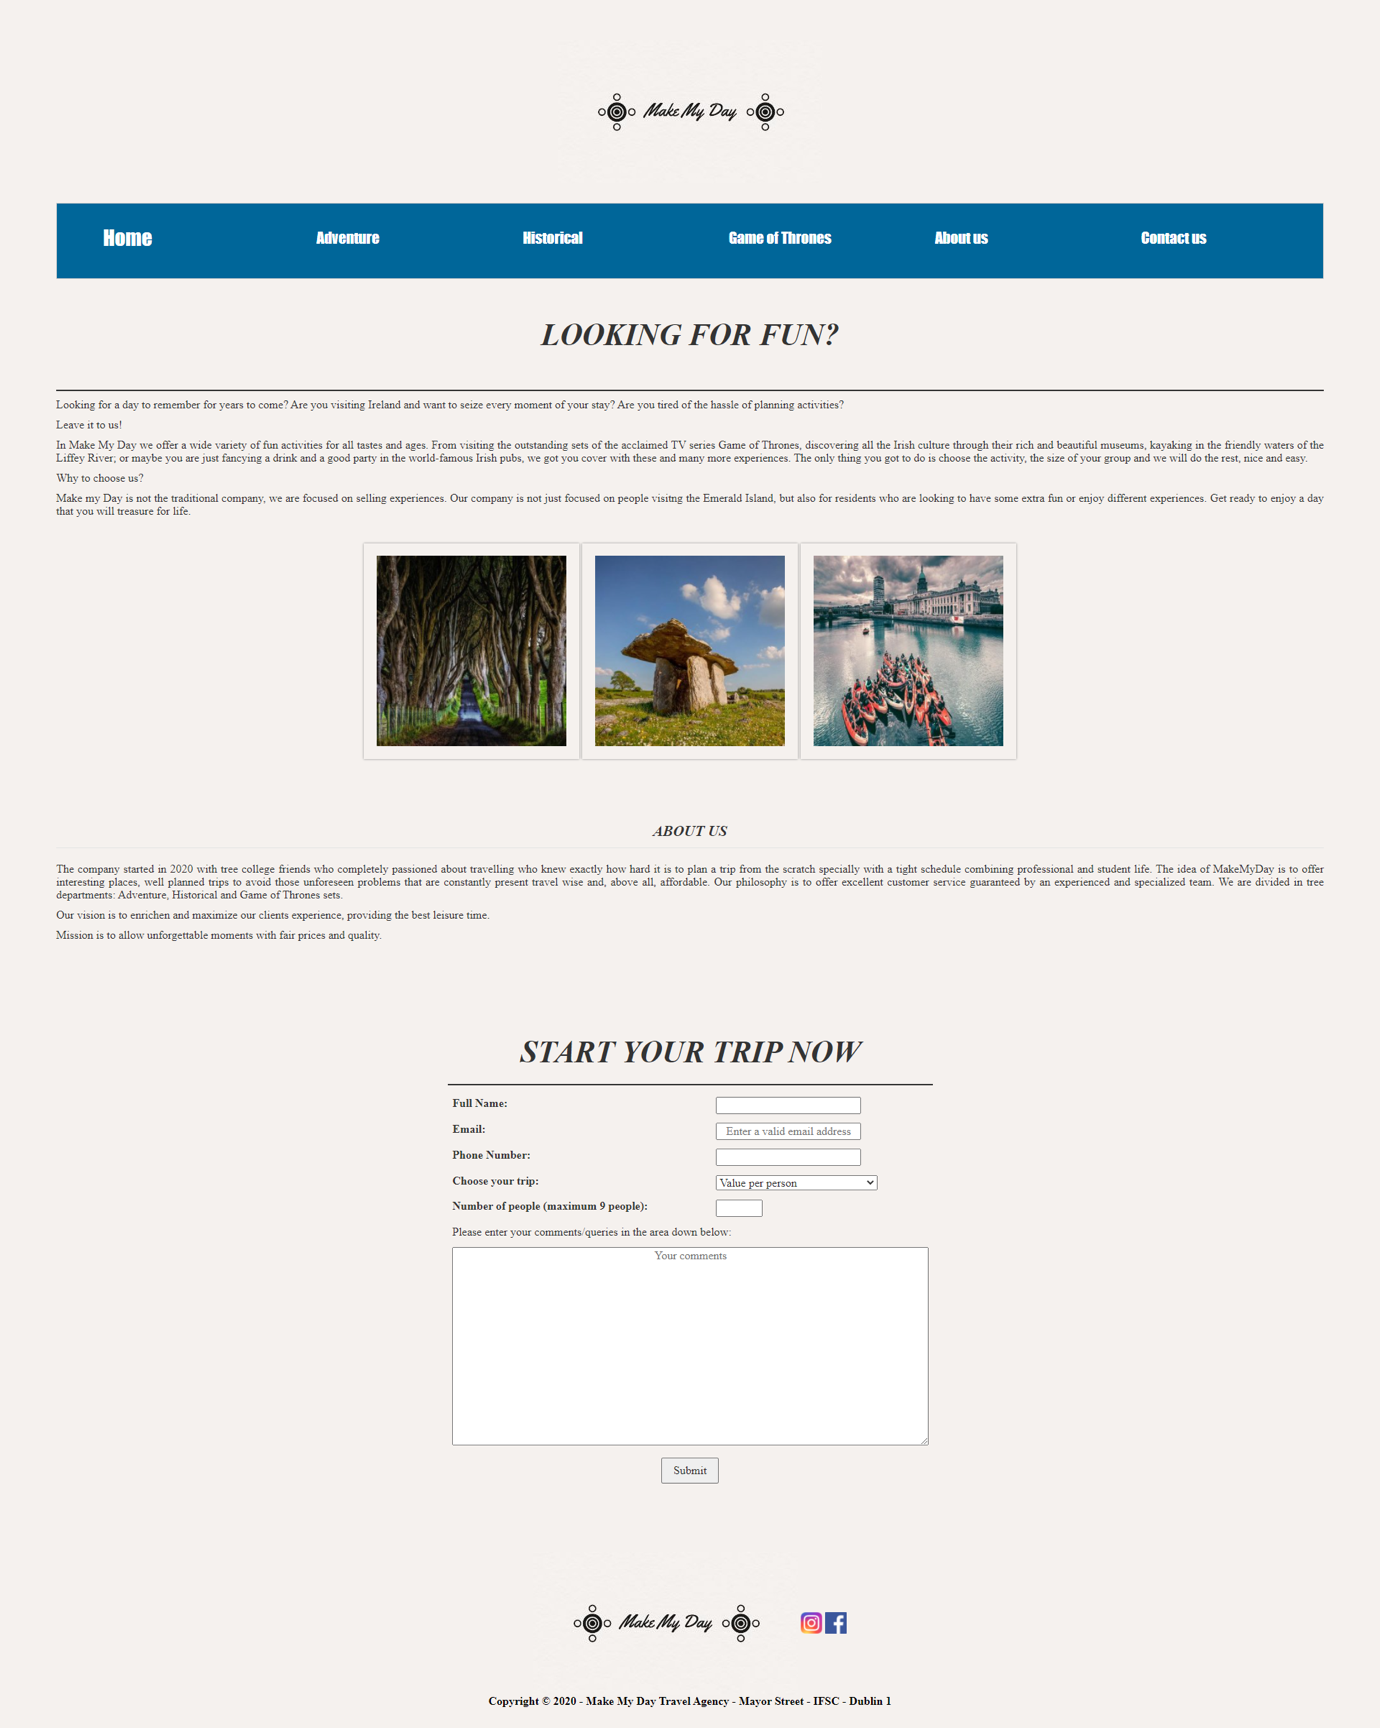 Make My Day
Home Adventure Historical Game of Thrones About us Contact us
LOOKING FOR FUN?
Looking for a day to remember for years to come? Are you visiting Ireland and want to seize every moment of your stay? Are you tired of the hassle of planning activities?
Leave it to us!
In Make My Day we offer a wide variety of fun activities for all tastes and ages. From visiting the outstanding sets of the acclaimed TV series Game of Thrones, discovering all the Irish culture through their rich and beautiful museums, kayaking in the friendly waters of the
Liffey River; or maybe you are just fancying a drink and a good party in the world-famous Irish pubs, we got you cover with these and many more experiences. The only thing you got to do is choose the activity, the size of your group and we will do the rest, nice and easy.
Why to choose us?
Make my Day is not the traditional company, we are focused on selling experiences. Our company is not just focused on people visitng the Emerald Island, but also for residents who are looking to have some extra fun or enjoy different experiences. Get ready to enjoy a day
that you will treasure for life.
ABOUT US
The company started in 2020 with tree college friends who completely passioned about travelling who knew exactly how hard it is to plan a trip from the scratch specially with a tight schedule combining professional and student life. The idea of MakeMyDay is to offer
interesting places, well planned trips to avoid those unforeseen problems that are constantly present travel wise and, above all, affordable. Our philosophy is to offer excellent customer service guaranteed by an experienced and specialized team. We are divided in tree
departments: Adventure, Historical and Game of Thrones sets.
Our vision is to enrichen and maximize our clients experience, providing the best leisure time.
Mission is to allow unforgettable moments with fair prices and quality.
START YOUR TRIP NOW
Full Name:
Email: Enter a valid email address
Phone Number:
Choose your trip: Value per person
Number of people (maximum 9 people):
Please enter your comments/queries in the area down below:
Your comments
Submit
Make My Day
Copyright © 2020 - Make My Day Travel Agency - Mayor Street - IFSC - Dublin 1